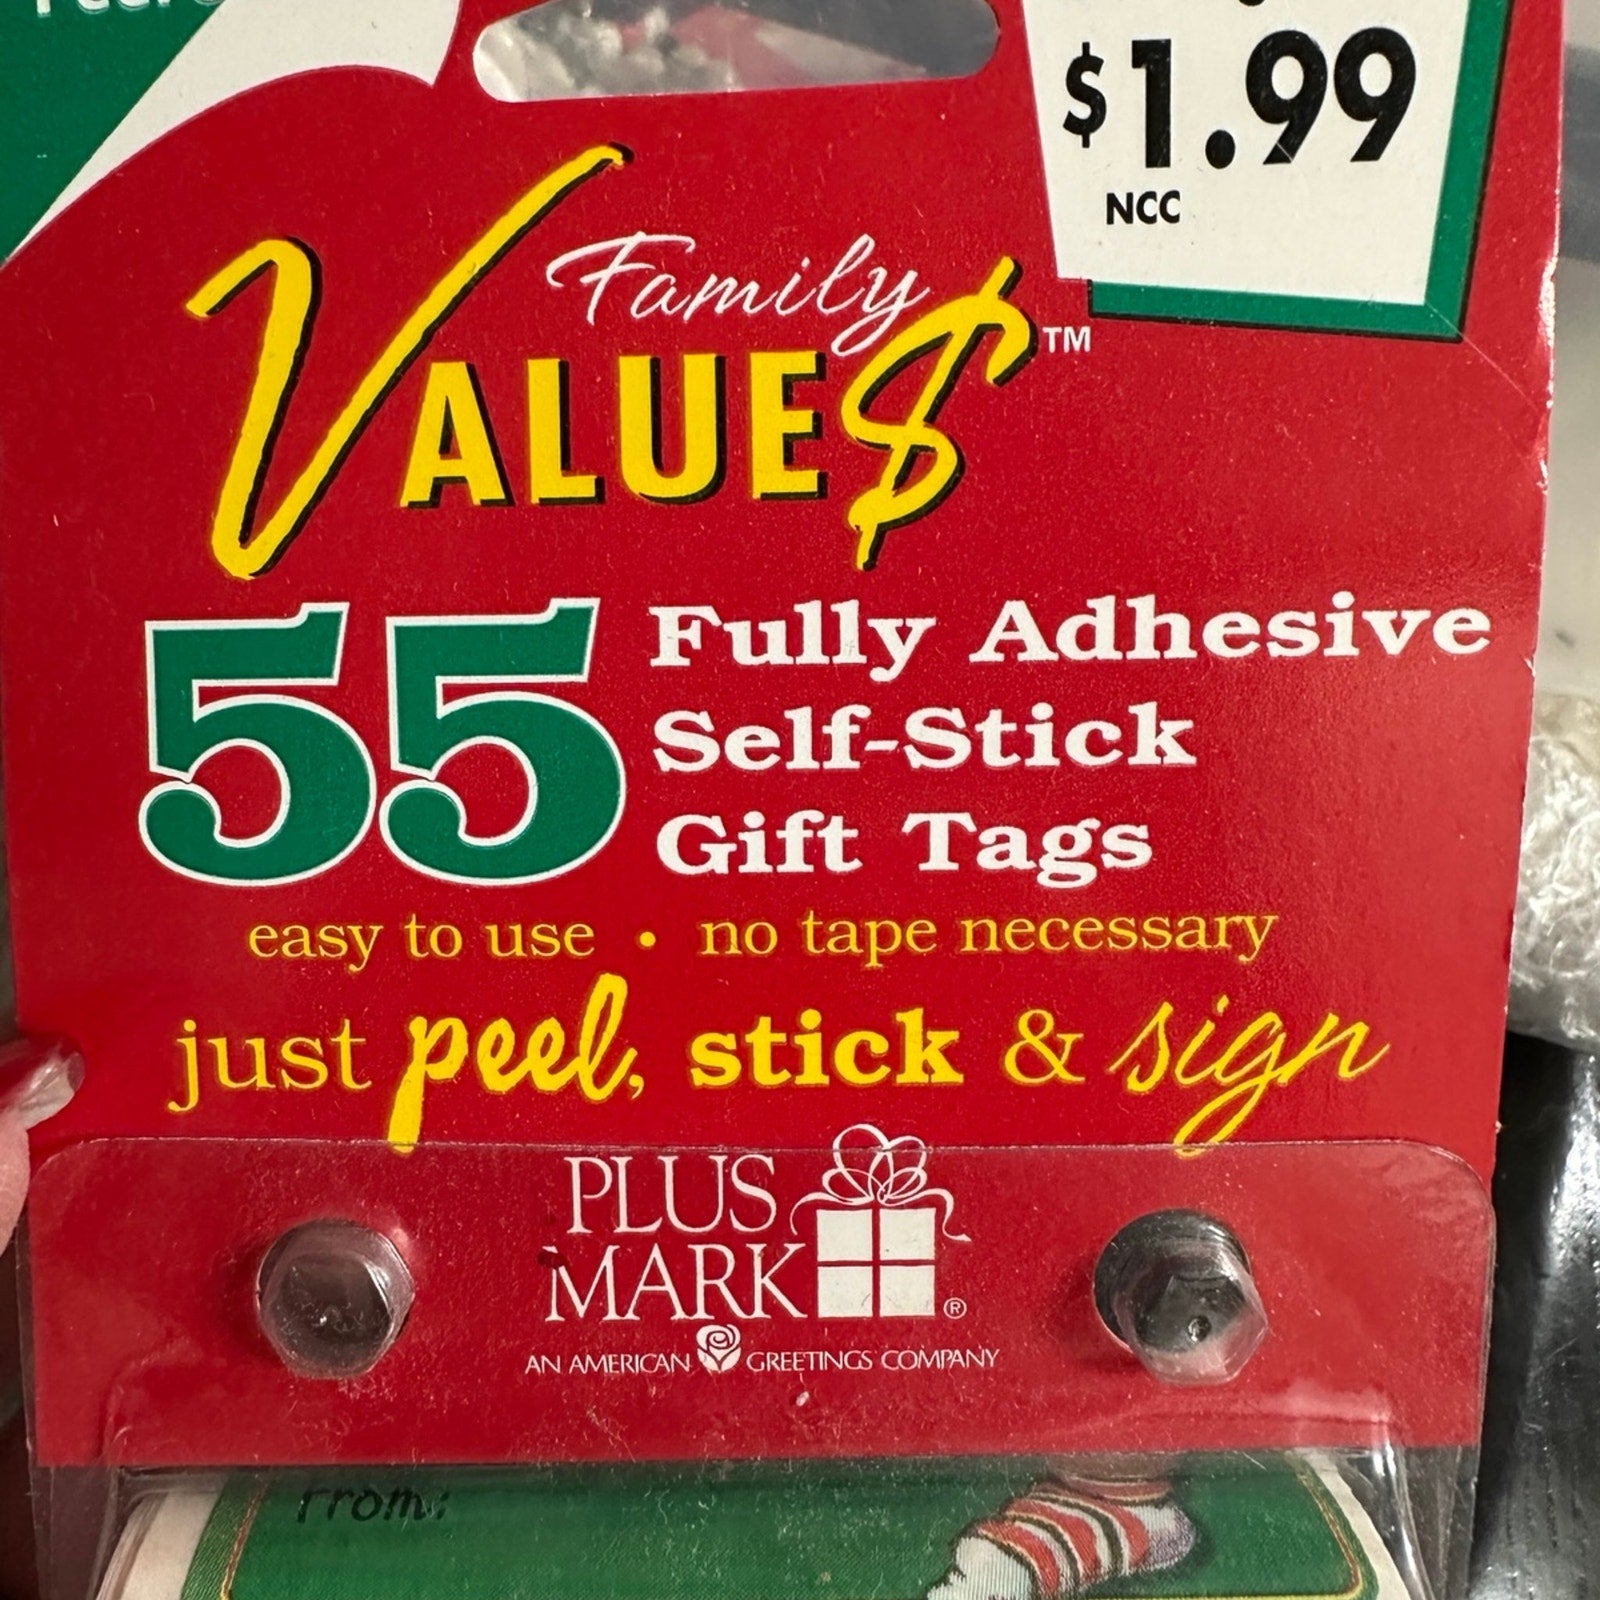 $1.99
NCC
Family
VALUE$™
55 Fully Adhesive
Self-Stick
Gift Tags
easy to use • no tape necessary
just peel, stick & sign
PLUS
MARK®
AN AMERICAN GREETINGS COMPANY
From: